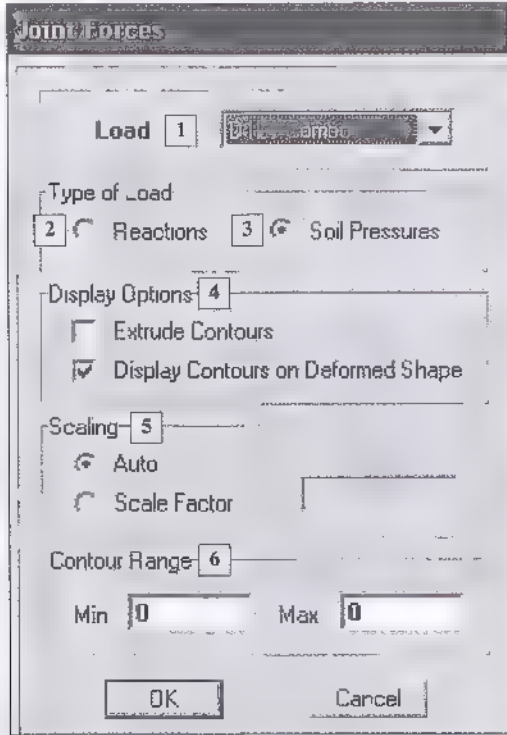 Joint Forces
Load 1
Type of Load
2 Reactions 3 Soil Pressures
Display Options 4
Extrude Contours
Display Contours on Deformed Shape
Scaling 5
Auto
Scale Factor
Contour Range 6
Min 0 Max 0
OK Cancel